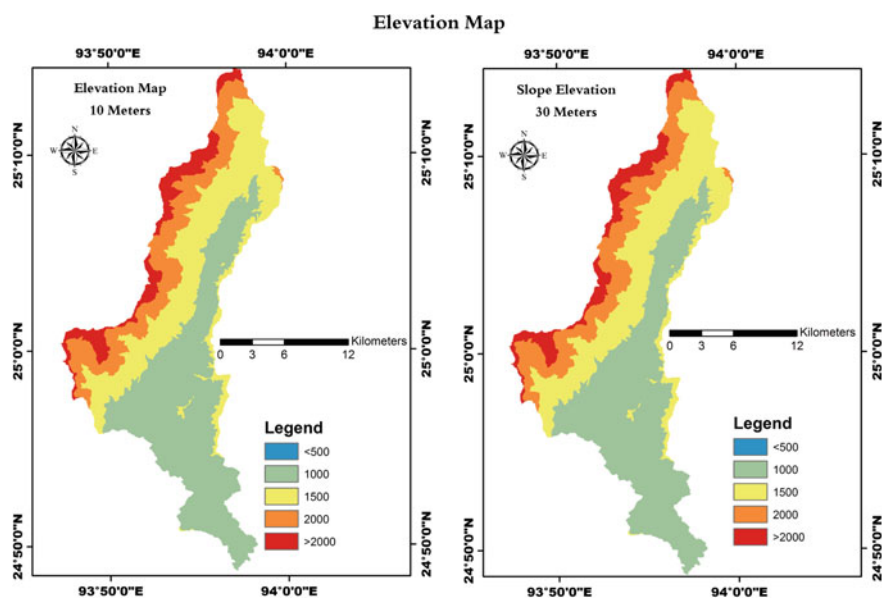 Elevation Map
93°50'0"E 94°0'0"E
Elevation Map
10 Meters
N
W E
S
25°10'0"N 25°10'0"N
25°0'0"N 25°0'0"N
24°50'0"N 24°50'0"N
Kilometers
0 3 6 12
Legend
<500
1000
1500
2000
>2000
93°50'0"E 94°0'0"E
93°50'0"E 94°0'0"E
Slope Elevation
30 Meters
N
W E
S
25°10'0"N 25°10'0"N
25°0'0"N 25°0'0"N
24°50'0"N 24°50'0"N
Kilometers
0 3 6 12
Legend
<500
1000
1500
2000
>2000
93°50'0"E 94°0'0"E